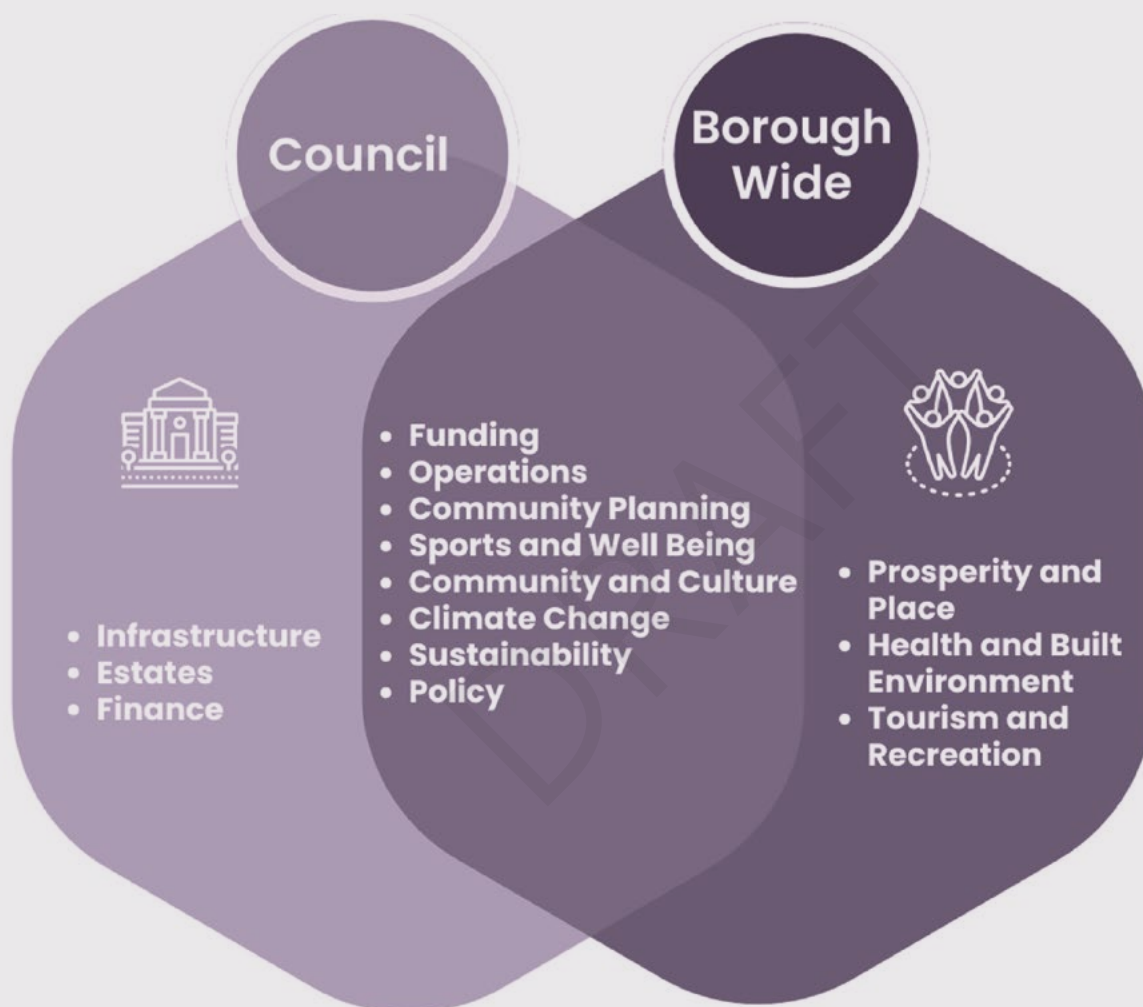 Council
Borough
Wide
• Infrastructure
• Estates
• Finance
• Funding
• Operations
• Community Planning
• Sports and Well Being
• Community and Culture
• Climate Change
• Sustainability
• Policy
• Prosperity and
Place
• Health and Built
Environment
• Tourism and
Recreation
DRAFT